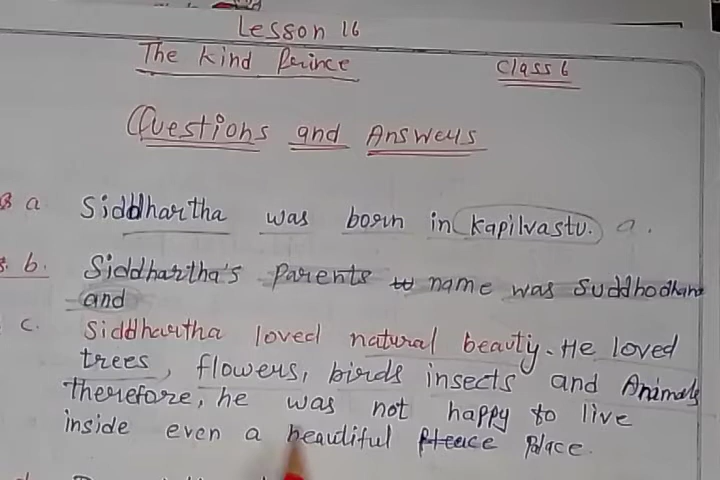 Lesson 16
The Kind Prince
Class 6
Questions and Answers
a Siddhartha was born in Kapilvastu. a.
b. Siddhartha's parents name was Suddhodhana
and
c. Siddhartha loved natural beauty. He loved
trees, flowers, birds insects and Animals
therefore, he was not happy to live
inside even a beautiful place.